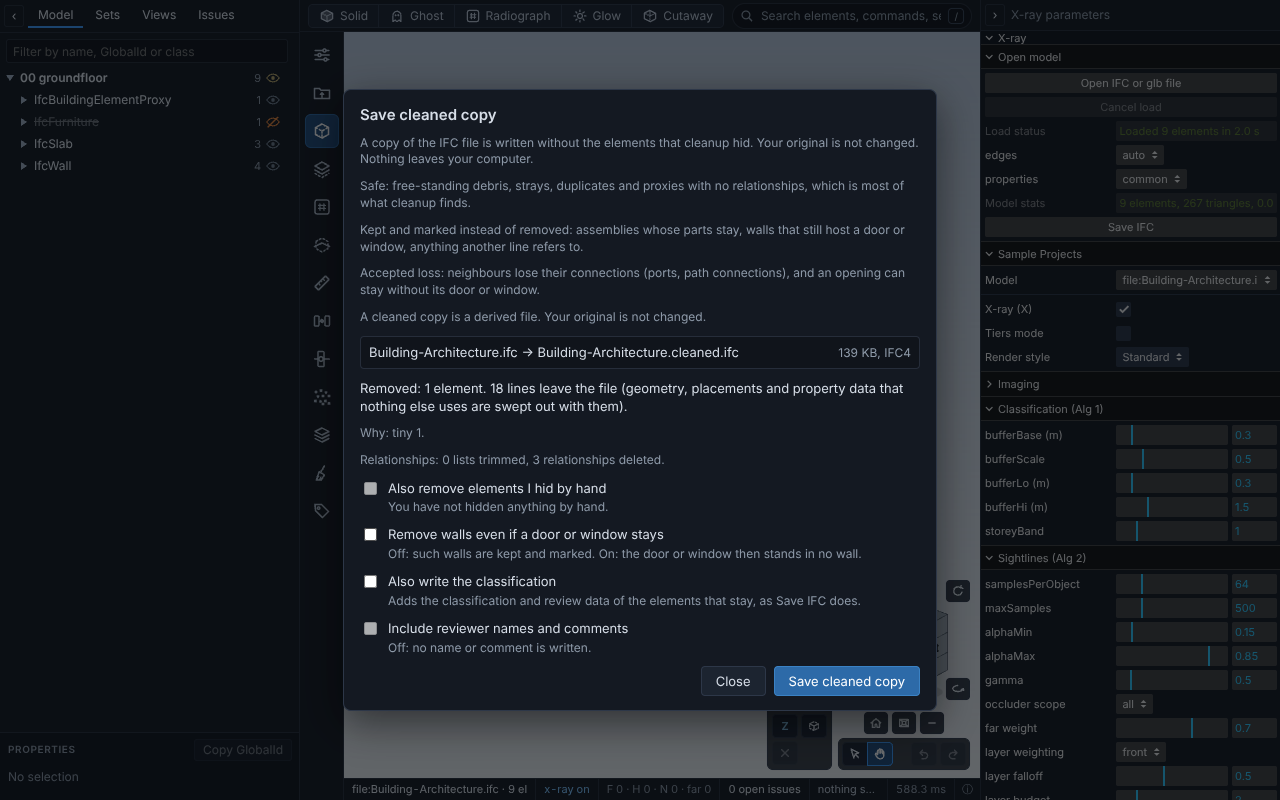 Model Sets Views Issues
Solid Ghost Radiograph Glow Cutaway
Search elements, commands, se /
X-ray parameters
Filter by name, GlobalId or class
00 groundfloor 9
IfcBuildingElementProxy 1
IfcFurniture 1
IfcSlab 3
IfcWall 4
PROPERTIES
Copy GlobalId
No selection
Save cleaned copy
A copy of the IFC file is written without the elements that cleanup hid. Your original is not changed.
Nothing leaves your computer.
Safe: free-standing debris, strays, duplicates and proxies with no relationships, which is most of
what cleanup finds.
Kept and marked instead of removed: assemblies whose parts stay, walls that still host a door or
window, anything another line refers to.
Accepted loss: neighbours lose their connections (ports, path connections), and an opening can
stay without its door or window.
A cleaned copy is a derived file. Your original is not changed.
Building-Architecture.ifc → Building-Architecture.cleaned.ifc 139 KB, IFC4
Removed: 1 element. 18 lines leave the file (geometry, placements and property data that
nothing else uses are swept out with them).
Why: tiny 1.
Relationships: 0 lists trimmed, 3 relationships deleted.
Also remove elements I hid by hand
You have not hidden anything by hand.
Remove walls even if a door or window stays
Off: such walls are kept and marked. On: the door or window then stands in no wall.
Also write the classification
Adds the classification and review data of the elements that stay, as Save IFC does.
Include reviewer names and comments
Off: no name or comment is written.
Close
Save cleaned copy
Z
file:Building-Architecture.ifc · 9 el
x-ray on
F 0 · H 0 · N 0 · far 0
0 open issues
nothing s...
588.3 ms
X-ray
Open model
Open IFC or glb file
Cancel load
Load status Loaded 9 elements in 2.0 s
edges auto
properties common
Model stats 9 elements, 267 triangles, 0.0
Save IFC
Sample Projects
Model file:Building-Architecture.i
X-ray (X)
Tiers mode
Render style Standard
Imaging
Classification (Alg 1)
bufferBase (m) 0.3
bufferScale 0.5
bufferLo (m) 0.3
bufferHi (m) 1.5
storeyBand 1
Sightlines (Alg 2)
samplesPerObject 64
maxSamples 500
alphaMin 0.15
alphaMax 0.85
gamma 0.5
occluder scope all
far weight 0.7
layer weighting front
layer falloff 0.5